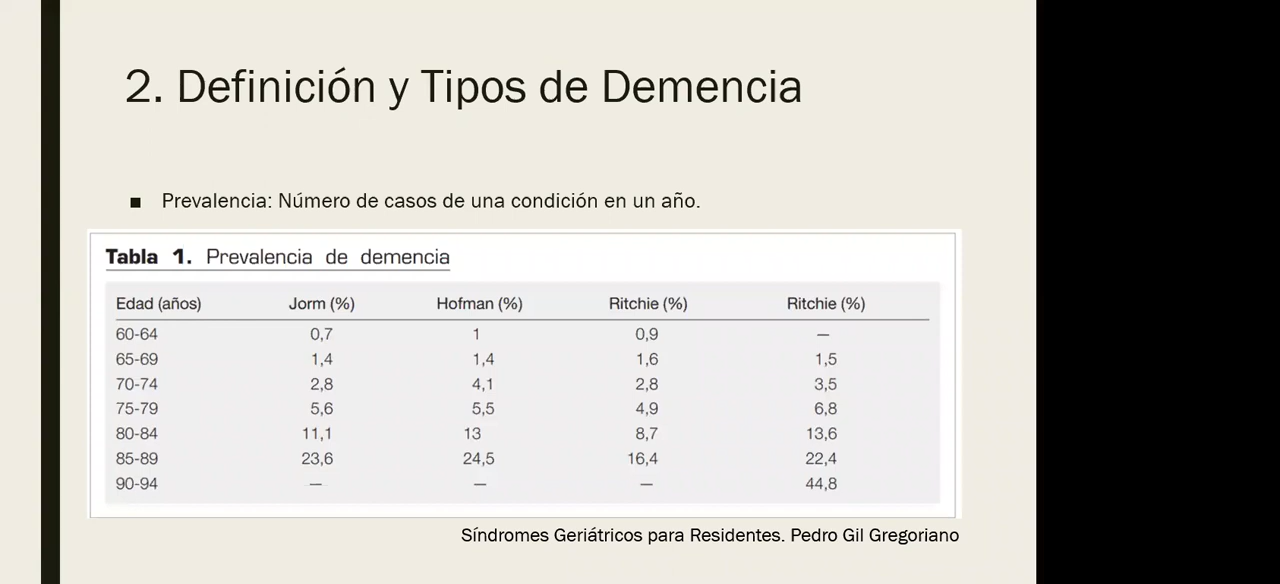 2. Definición y Tipos de Demencia
■ Prevalencia: Número de casos de una condición en un año.
Tabla 1. Prevalencia de demencia
Edad (años) Jorm (%) Hofman (%) Ritchie (%) Ritchie (%)
60-64 0,7 1 0,9 —
65-69 1,4 1,4 1,6 1,5
70-74 2,8 4,1 2,8 3,5
75-79 5,6 5,5 4,9 6,8
80-84 11,1 13 8,7 13,6
85-89 23,6 24,5 16,4 22,4
90-94 — — — 44,8
Síndromes Geriátricos para Residentes. Pedro Gil Gregoriano